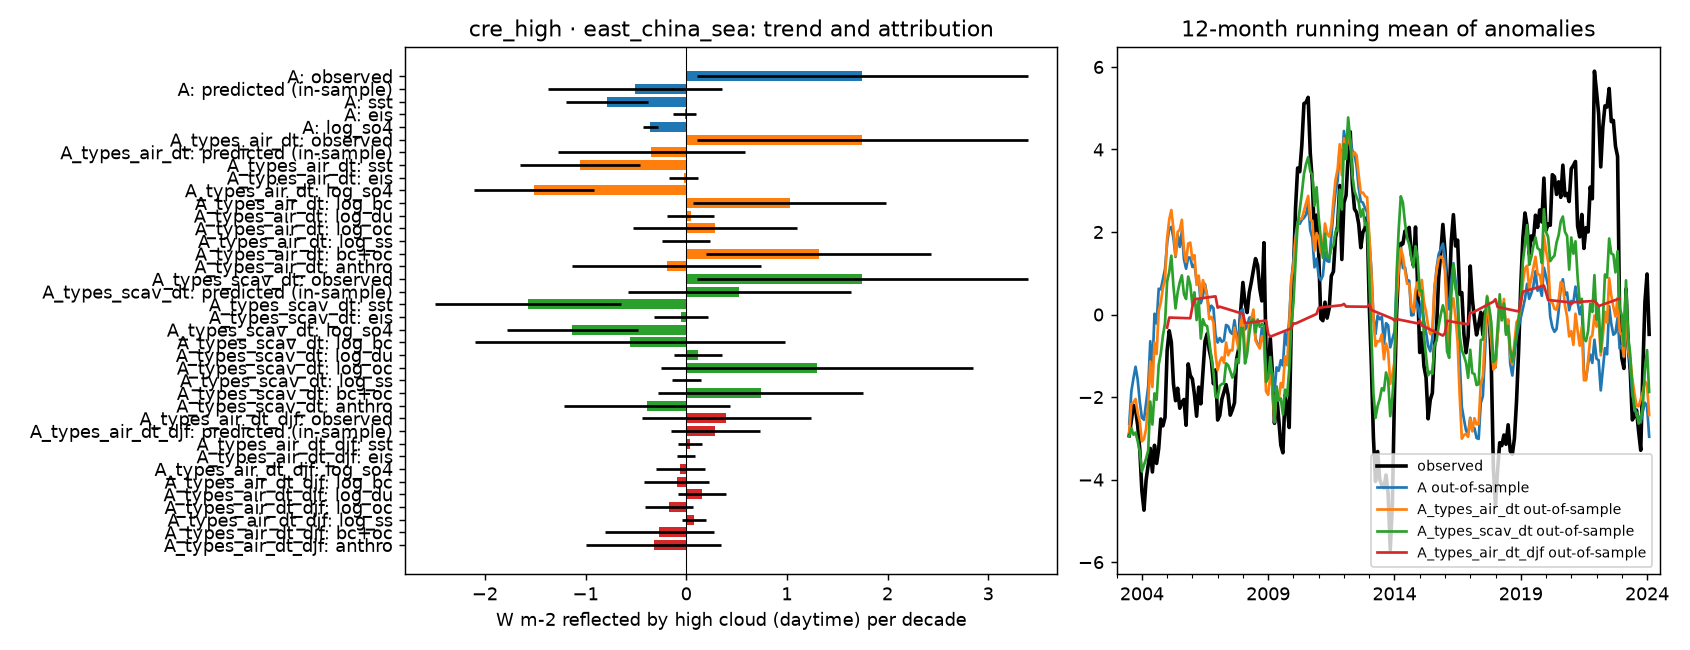 cre_high · east_china_sea: trend and attribution
A: observed
A: predicted (in-sample)
A: sst
A: eis
A: log_so4
A_types_air_dt: observed
A_types_air_dt: predicted (in-sample)
A_types_air_dt: sst
A_types_air_dt: eis
A_types_air_dt: log_so4
A_types_air_dt: log_bc
A_types_air_dt: log_du
A_types_air_dt: log_oc
A_types_air_dt: log_ss
A_types_air_dt: bc+oc
A_types_air_dt: anthro
A_types_scav_dt: observed
A_types_scav_dt: predicted (in-sample)
A_types_scav_dt: sst
A_types_scav_dt: eis
A_types_scav_dt: log_so4
A_types_scav_dt: log_bc
A_types_scav_dt: log_du
A_types_scav_dt: log_oc
A_types_scav_dt: log_ss
A_types_scav_dt: bc+oc
A_types_scav_dt: anthro
A_types_air_dt_djf: observed
A_types_air_dt_djf: predicted (in-sample)
A_types_air_dt_djf: sst
A_types_air_dt_djf: eis
A_types_air_dt_djf: log_so4
A_types_air_dt_djf: log_bc
A_types_air_dt_djf: log_du
A_types_air_dt_djf: log_oc
A_types_air_dt_djf: log_ss
A_types_air_dt_djf: bc+oc
A_types_air_dt_djf: anthro
−2 −1 0 1 2 3
W m-2 reflected by high cloud (daytime) per decade
12-month running mean of anomalies
6
4
2
0
−2
−4
−6
observed
A out-of-sample
A_types_air_dt out-of-sample
A_types_scav_dt out-of-sample
A_types_air_dt_djf out-of-sample
2004 2009 2014 2019 2024